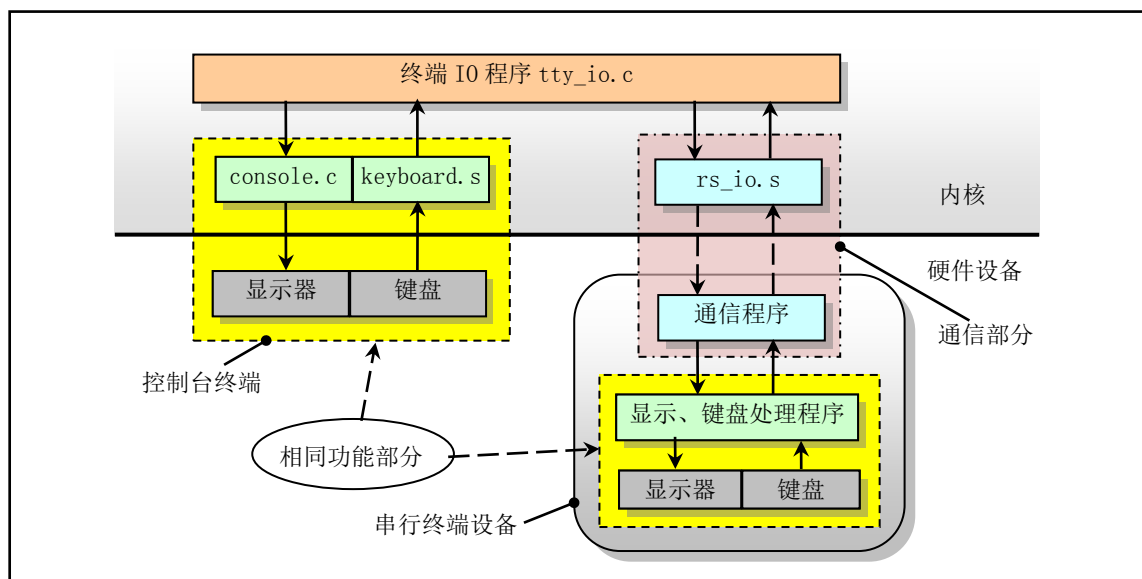 终端 IO 程序 tty_io.c
console.c
keyboard.s
rs_io.s
内核
硬件设备
显示器
键盘
通信程序
通信部分
控制台终端
显示、键盘处理程序
相同功能部分
显示器
键盘
串行终端设备